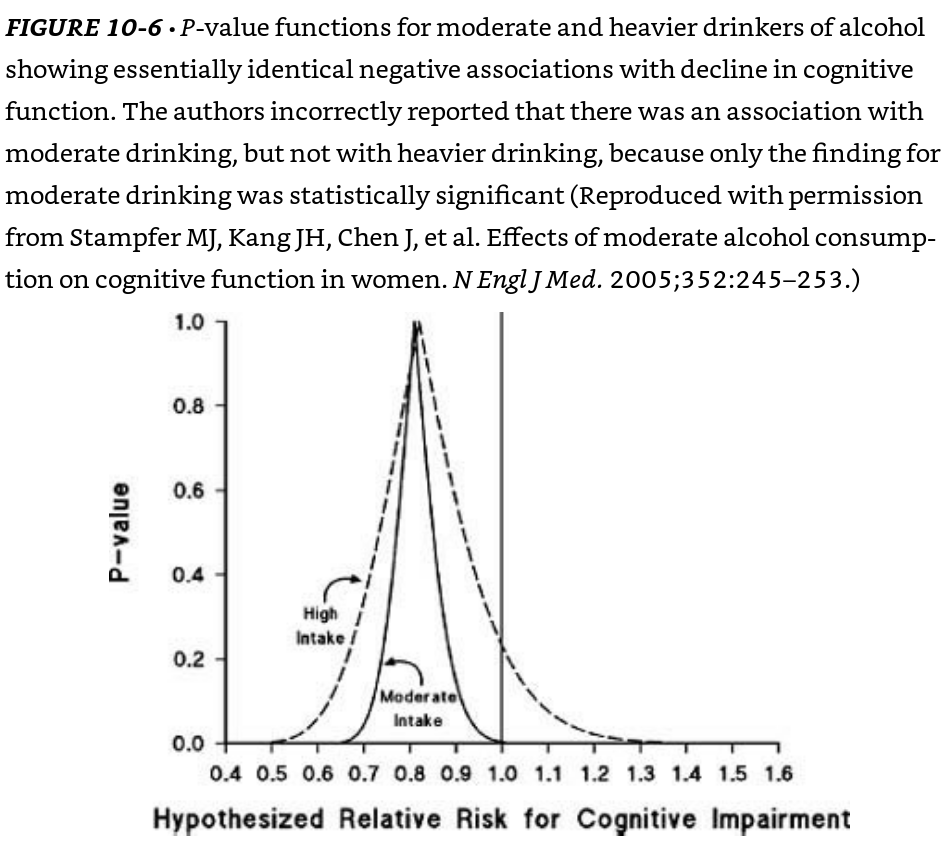 FIGURE 10-6 • P-value functions for moderate and heavier drinkers of alcohol
showing essentially identical negative associations with decline in cognitive
function. The authors incorrectly reported that there was an association with
moderate drinking, but not with heavier drinking, because only the finding for
moderate drinking was statistically significant (Reproduced with permission
from Stampfer MJ, Kang JH, Chen J, et al. Effects of moderate alcohol consump-
tion on cognitive function in women. N Engl J Med. 2005;352:245–253.)
1.0
0.8
0.6
0.4
0.2
0.0
P-value
High
Intake
Moderate
Intake
0.4 0.5 0.6 0.7 0.8 0.9 1.0 1.1 1.2 1.3 1.4 1.5 1.6
Hypothesized Relative Risk for Cognitive Impairment